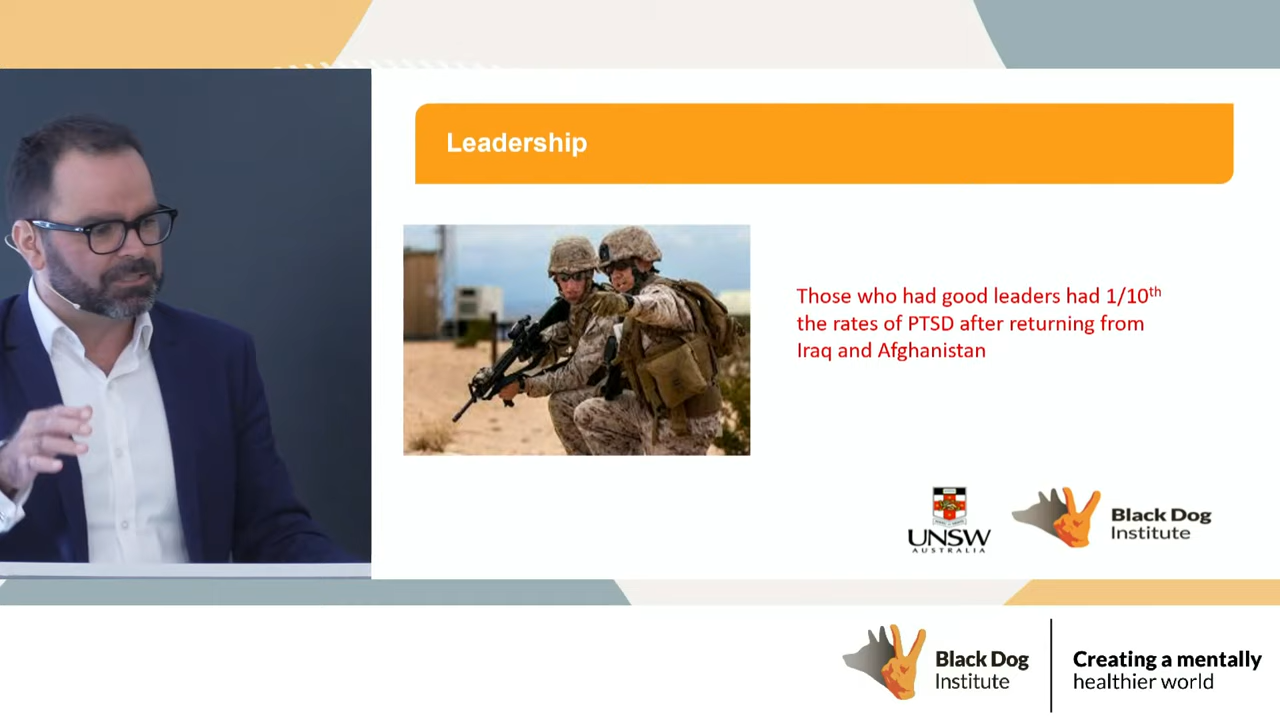 Leadership
Those who had good leaders had 1/10th
the rates of PTSD after returning from
Iraq and Afghanistan
UNSW
AUSTRALIA
Black Dog
Institute
Black Dog
Institute
Creating a mentally
healthier world